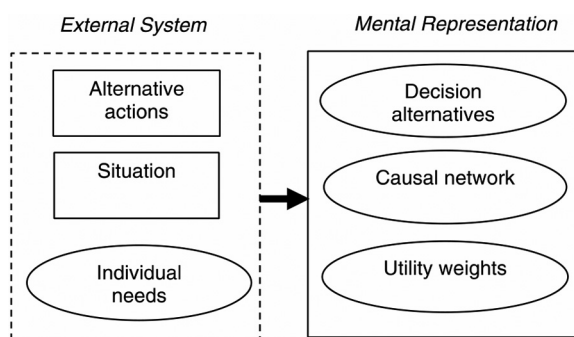 External System
Mental Representation
Alternative
actions
Decision
alternatives
Situation
Causal network
Individual
needs
Utility weights